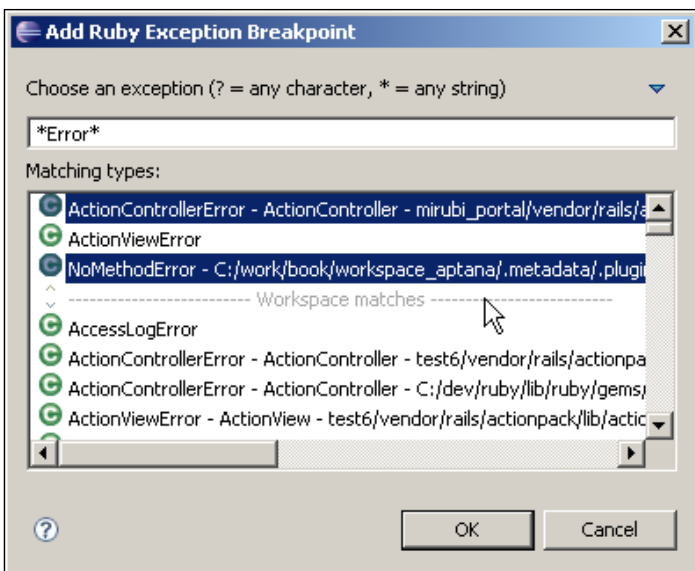 Add Ruby Exception Breakpoint
Choose an exception (? = any character, * = any string)
*Error*
Matching types:
ActionControllerError - ActionController - mirubi_portal/vendor/rails/a
ActionViewError
NoMethodError - C:/work/book/workspace_aptana/.metadata/.plugi
------------------------- Workspace matches -------------------------
AccessLogError
ActionControllerError - ActionController - test6/vendor/rails/actionpa
ActionControllerError - ActionController - C:/dev/ruby/lib/ruby/gems/
ActionViewError - ActionView - test6/vendor/rails/actionpack/lib/actic
OK Cancel